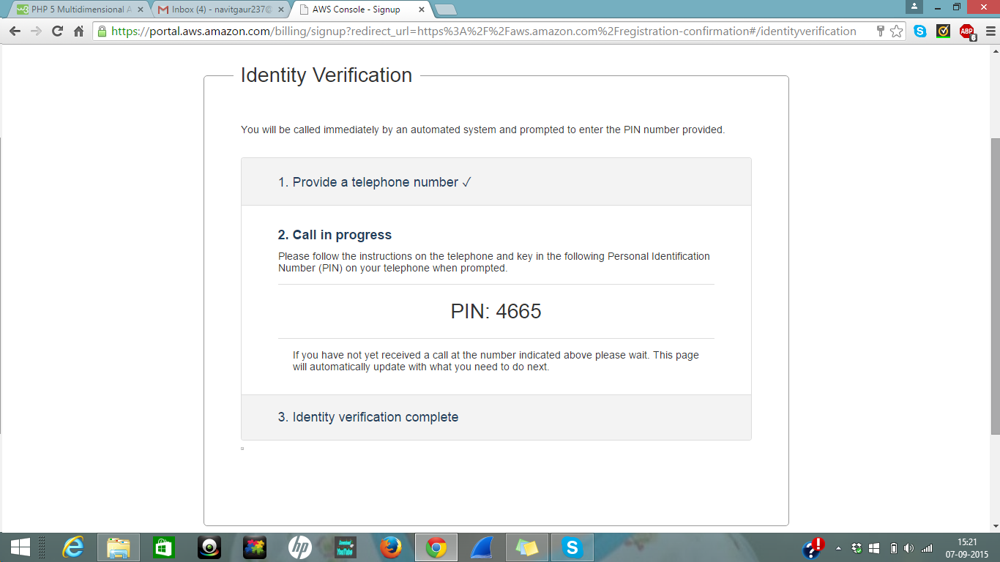 PHP 5 Multidimensional A
Inbox (4) - navitgaur237@
AWS Console - Signup
https://portal.aws.amazon.com/billing/signup?redirect_url=https%3A%2F%2Faws.amazon.com%2Fregistration-confirmation#/identityverification
ABP
6
Identity Verification
You will be called immediately by an automated system and prompted to enter the PIN number provided.
1. Provide a telephone number ✓
2. Call in progress
Please follow the instructions on the telephone and key in the following Personal Identification
Number (PIN) on your telephone when prompted.
PIN: 4665
If you have not yet received a call at the number indicated above please wait. This page
will automatically update with what you need to do next.
3. Identity verification complete
hp
YouTube
15:21
07-09-2015